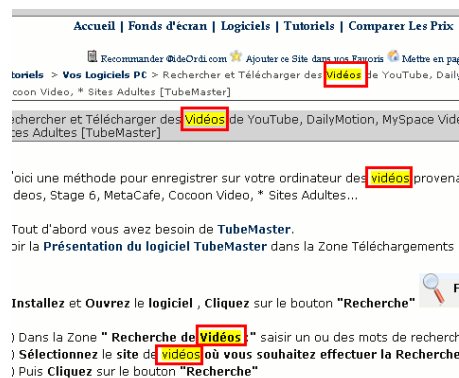 Accueil | Fonds d'écran | Logiciels | Tutoriels | Comparer Les Prix
Recommander @ideOrdi.com Ajouter ce Site dans vos Favoris Mettre en pag
toriels > Vos Logiciels PC > Rechercher et Télécharger des Vidéos de YouTube, Daily
Cocoon Video, * Sites Adultes [TubeMaster]
echercher et Télécharger des Vidéos de YouTube, DailyMotion, MySpace Vide
tes Adultes [TubeMaster]
'oici une méthode pour enregistrer sur votre ordinateur des vidéos provena
deos, Stage 6, MetaCafe, Cocoon Video, * Sites Adultes...
Tout d'abord vous avez besoin de TubeMaster.
oir la Présentation du logiciel TubeMaster dans la Zone Téléchargements
Installez et Ouvrez le logiciel , Cliquez sur le bouton "Recherche"
) Dans la Zone " Recherche de Vidéos :" saisir un ou des mots de recherch
) Sélectionnez le site de vidéos où vous souhaitez effectuer la Recherche
) Puis Cliquez sur le bouton "Recherche"